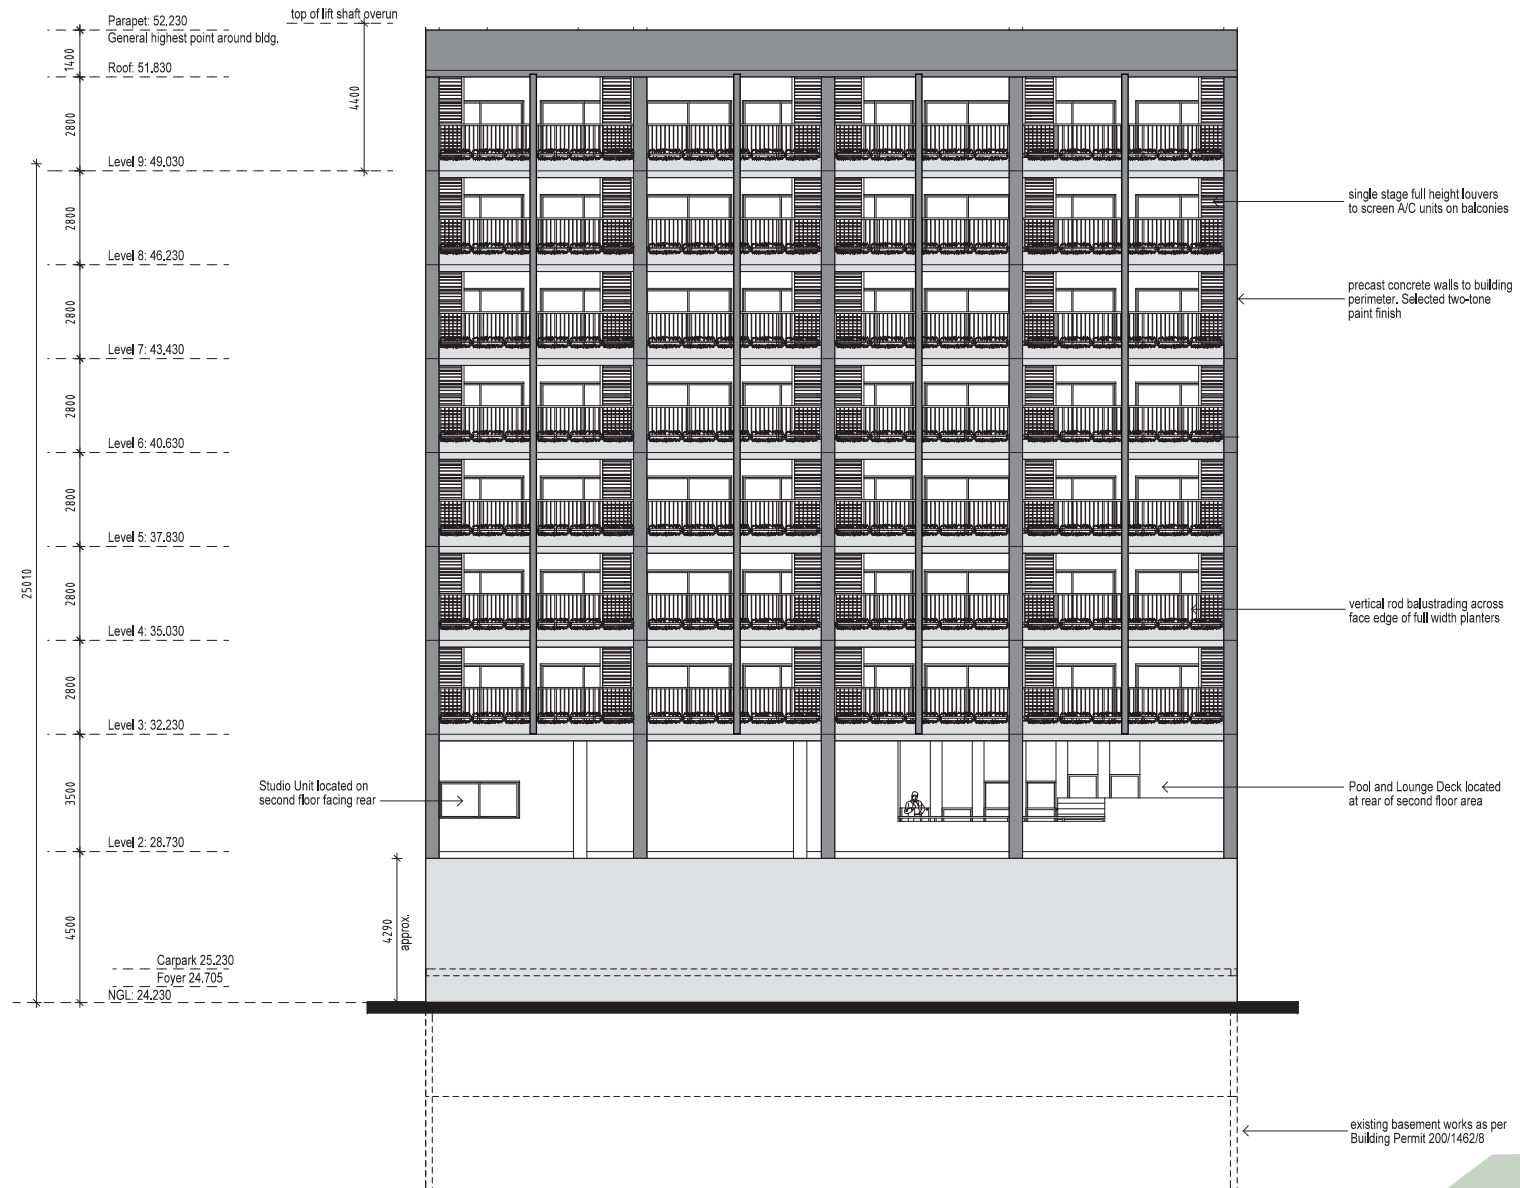 Parapet: 52.230
General highest point around bldg.
top of lift shaft overun
1400
Roof: 51.830
4400
2800
Level 9: 49.030
2800
Level 8: 46.230
2800
Level 7: 43.430
2800
Level 6: 40.630
2800
Level 5: 37.830
2800
Level 4: 35.030
2800
Level 3: 32.230
3500
Level 2: 28.730
4500
25010
4290
approx.
Carpark 25.230
Foyer 24.705
NGL: 24.230
Studio Unit located on
second floor facing rear
single stage full height louvers
to screen A/C units on balconies
precast concrete walls to building
perimeter. Selected two-tone
paint finish
vertical rod balustrading across
face edge of full width planters
Pool and Lounge Deck located
at rear of second floor area
existing basement works as per
Building Permit 200/1462/8